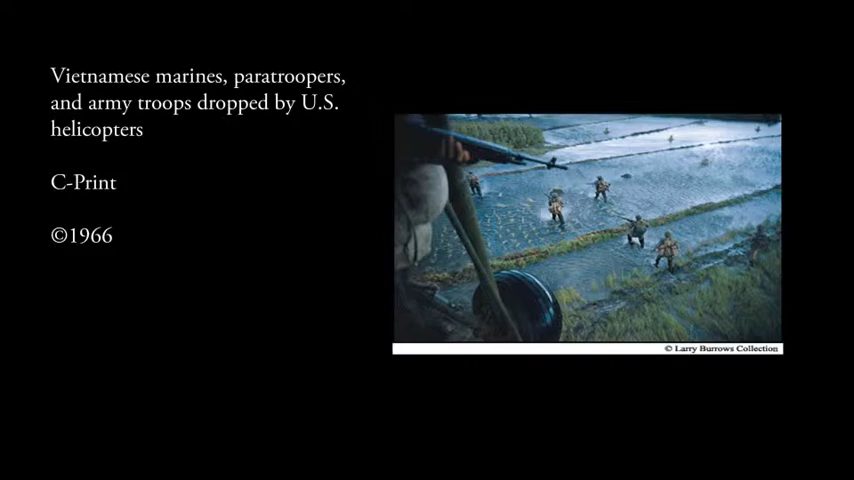 Vietnamese marines, paratroopers,
and army troops dropped by U.S.
helicopters
C-Print
©1966
© Larry Burrows Collection